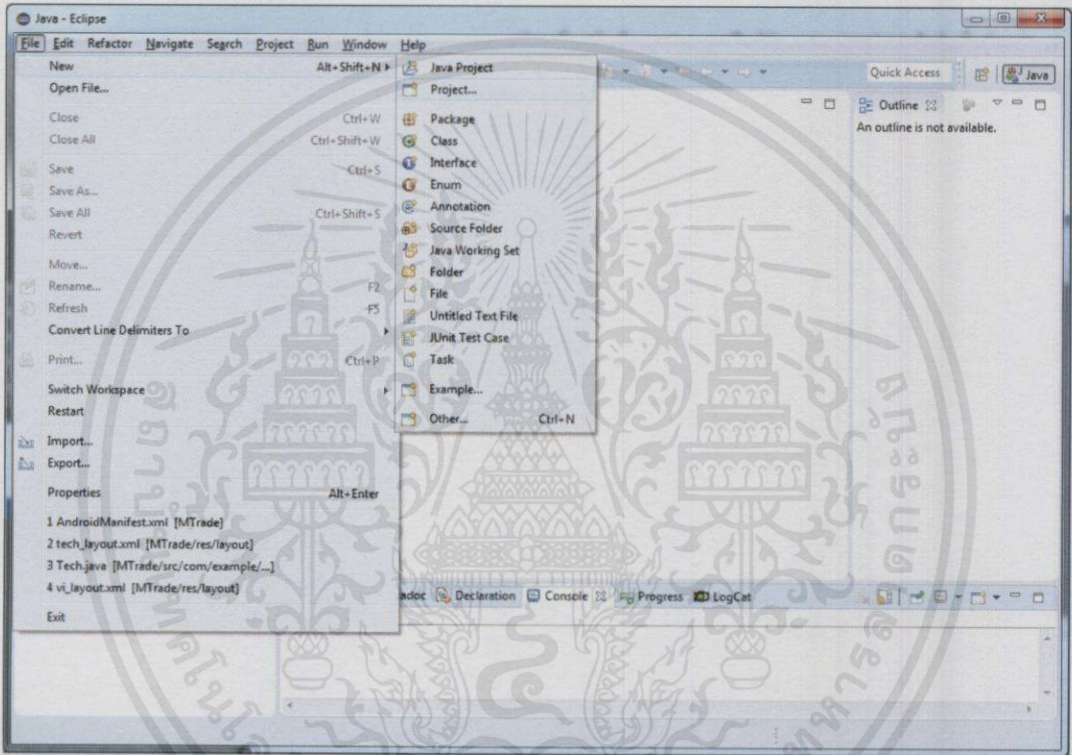 Java - Eclipse
File Edit Refactor Navigate Search Project Run Window Help
New Alt+Shift+N
Open File...
Close Ctrl+W
Close All Ctrl+Shift+W
Save Ctrl+S
Save As...
Save All Ctrl+Shift+S
Revert
Move...
Rename... F2
Refresh F5
Convert Line Delimiters To
Print... Ctrl+P
Switch Workspace
Restart
Import...
Export...
Properties Alt+Enter
1 AndroidManifest.xml [MTrade]
2 tech_layout.xml [MTrade/res/layout]
3 Tech.java [MTrade/src/com/example/...]
4 vi_layout.xml [MTrade/res/layout]
Exit
Java Project
Project...
Package
Class
Interface
Enum
Annotation
Source Folder
Java Working Set
Folder
File
Untitled Text File
JUnit Test Case
Task
Example...
Other... Ctrl+N
Quick Access
Java
Outline
An outline is not available.
adoc Declaration Console Progress LogCat